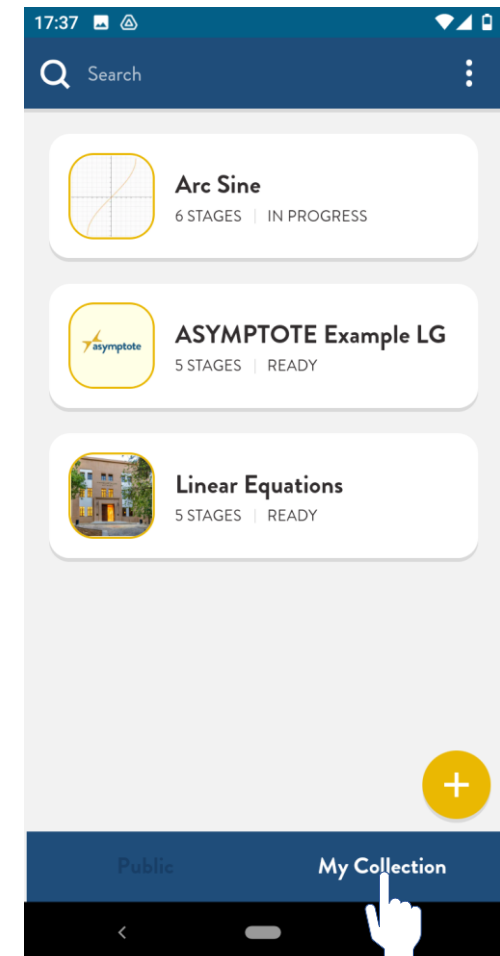 17:37
Search
Arc Sine
6 STAGES | IN PROGRESS
asymptote
ASYMPTOTE Example LG
5 STAGES | READY
Linear Equations
5 STAGES | READY
+
Public
My Collection